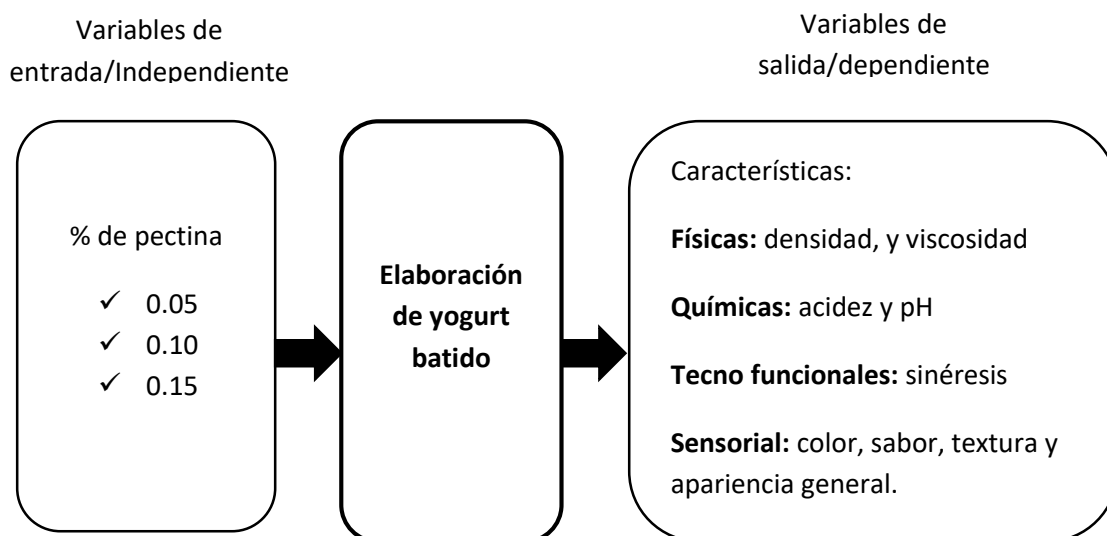 Variables de
entrada/Independiente
Variables de
salida/dependiente
% de pectina
✓ 0.05
✓ 0.10
✓ 0.15
Elaboración
de yogurt
batido
Características:
Físicas: densidad, y viscosidad
Químicas: acidez y pH
Tecno funcionales: sinéresis
Sensorial: color, sabor, textura y
apariencia general.